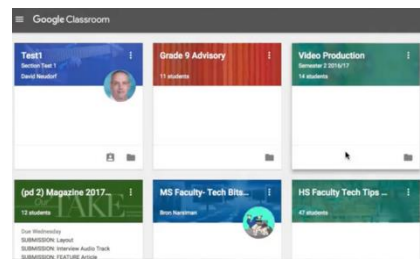 Google Classroom
Test1
Section Test 1
David Neudorf
Grade 9 Advisory
11 students
Video Production
Semester 2 2016/17
14 students
(pd 2) Magazine 2017...
12 students
Due Wednesday
SUBMISSION: Layout
SUBMISSION: Interview Audio Track
SUBMISSION: FEATURE Article
MS Faculty- Tech Bits...
Bron Narsiman
HS Faculty Tech Tips ...
47 students